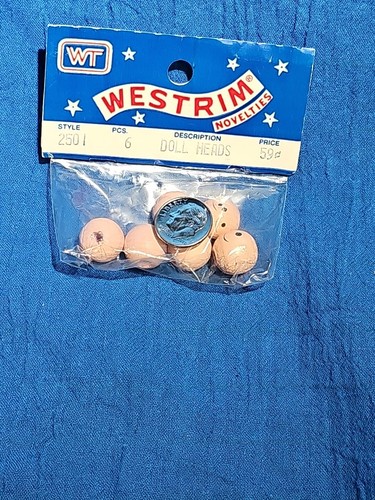 WT
WESTRIM®
NOVELTIES
STYLE PCS. DESCRIPTION PRICE
2501 6 DOLL HEADS 59¢